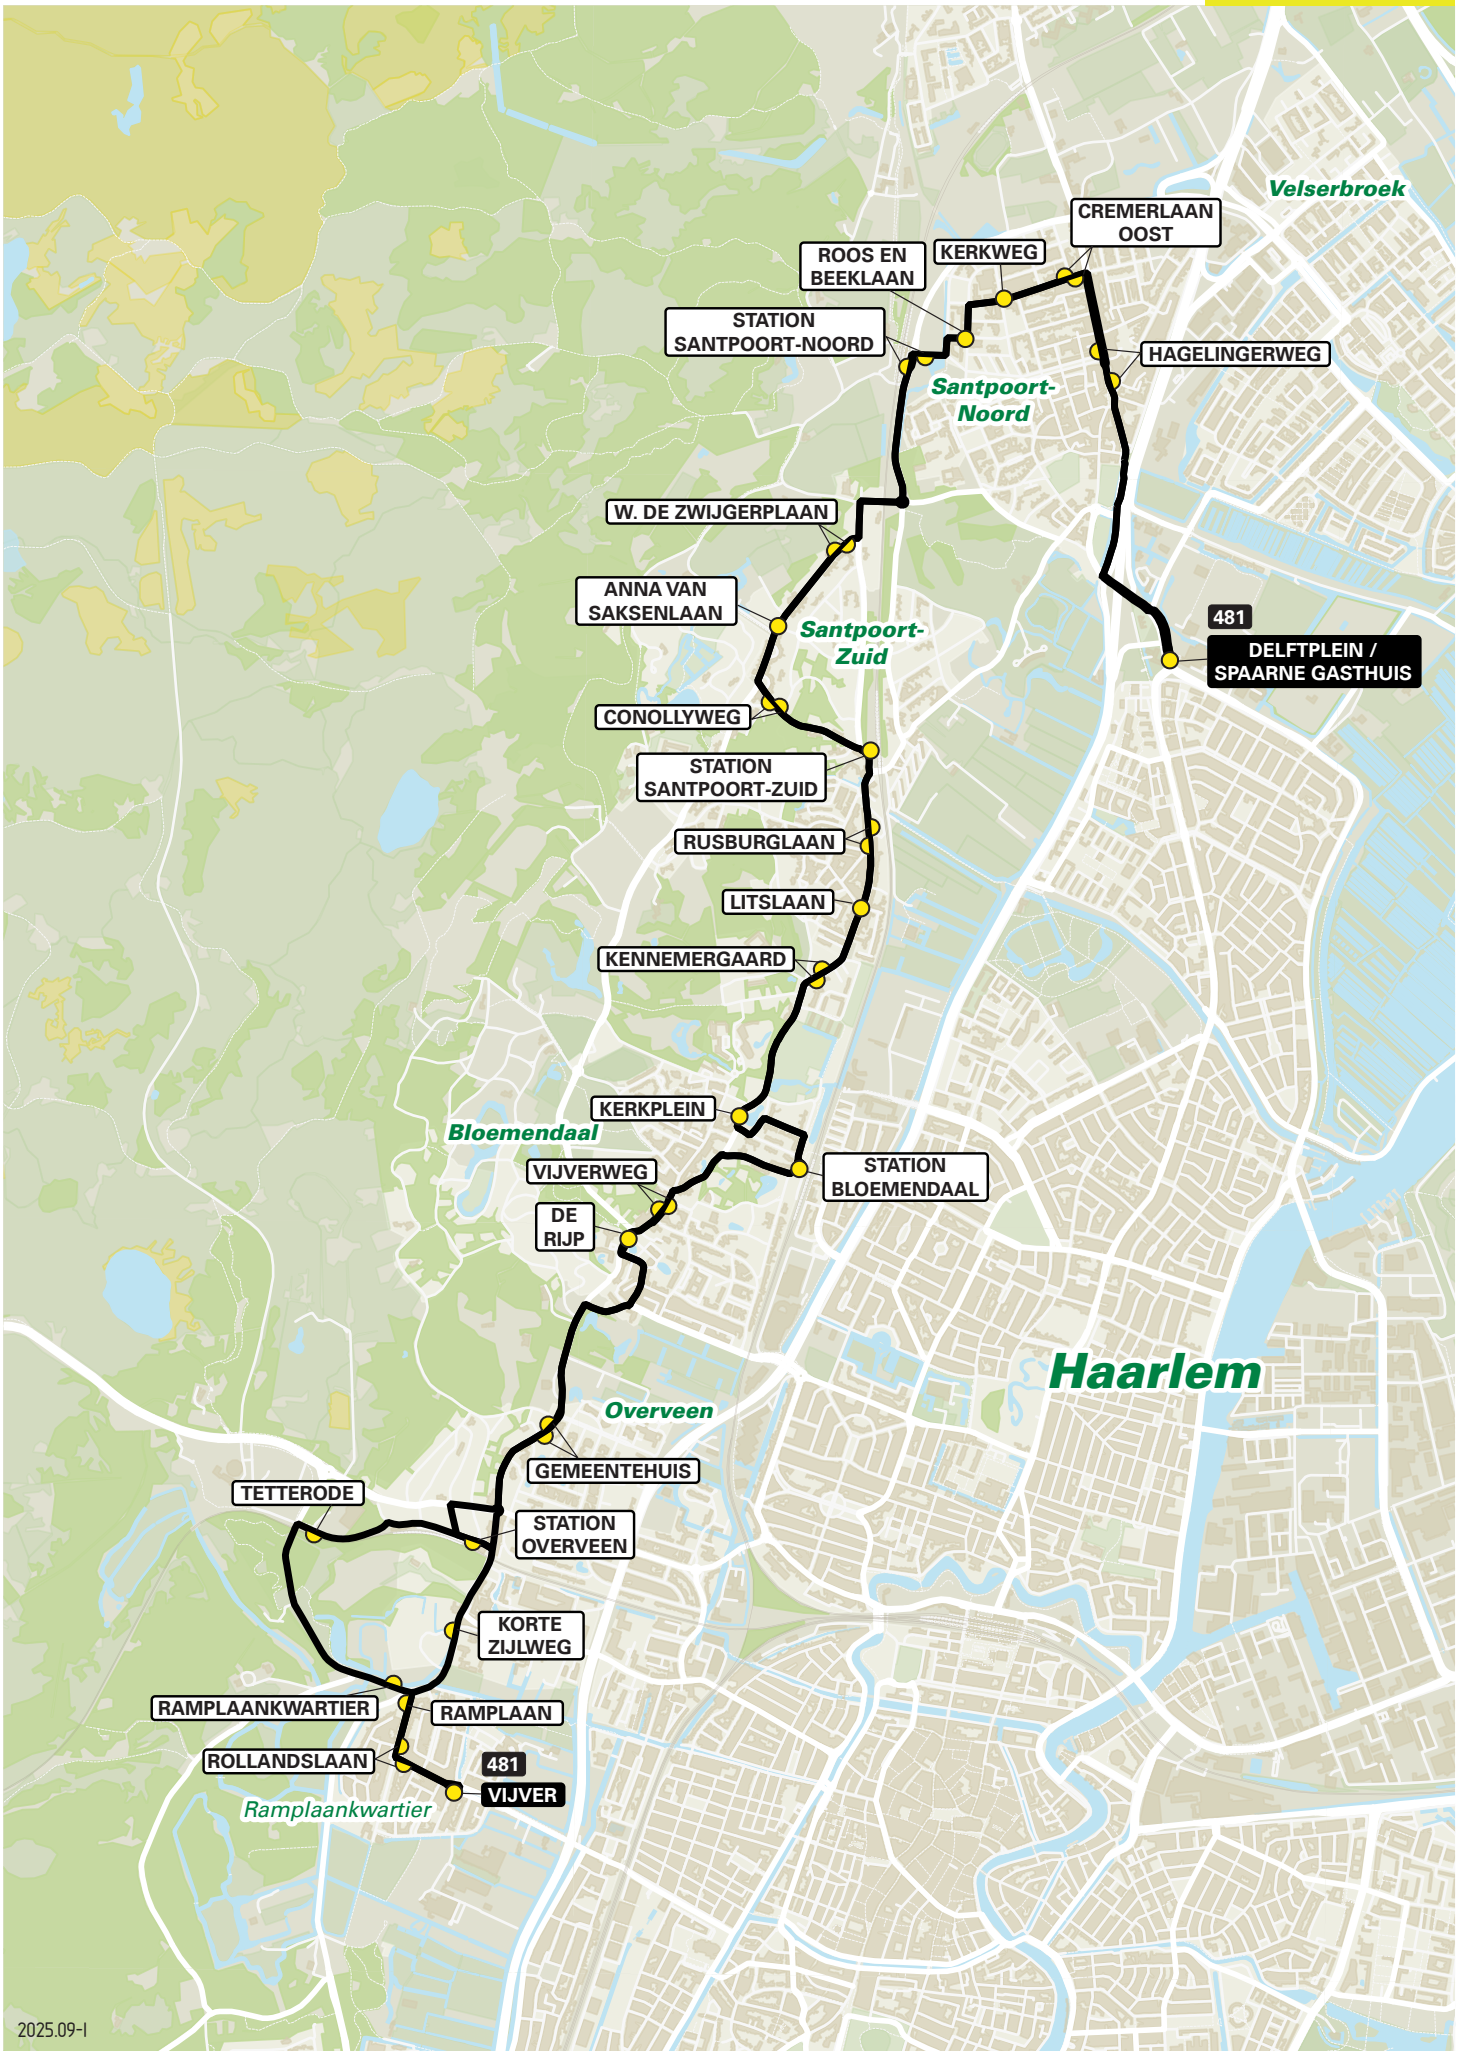 Velserbroek
CREMERLAAN
OOST
KERKWEG
ROOS EN
BEEKLAAN
STATION
SANTPOORT-NOORD
HAGELINGERWEG
Santpoort-
Noord
W. DE ZWIJGERPLAAN
ANNA VAN
SAKSENLAAN
Santpoort-
Zuid
481
DELFTPLEIN /
SPAARNE GASTHUIS
CONOLLYWEG
STATION
SANTPOORT-ZUID
RUSBURGLAAN
LITSLAAN
KENNEMERGAARD
KERKPLEIN
Bloemendaal
VIJVERWEG
STATION
BLOEMENDAAL
DE
RIJP
Haarlem
Overveen
GEMEENTEHUIS
TETTERODE
STATION
OVERVEEN
KORTE
ZIJLWEG
RAMPLAANKWARTIER
RAMPLAAN
ROLLANDSLAAN
481
VIJVER
Ramplaankwartier
2025.09-I